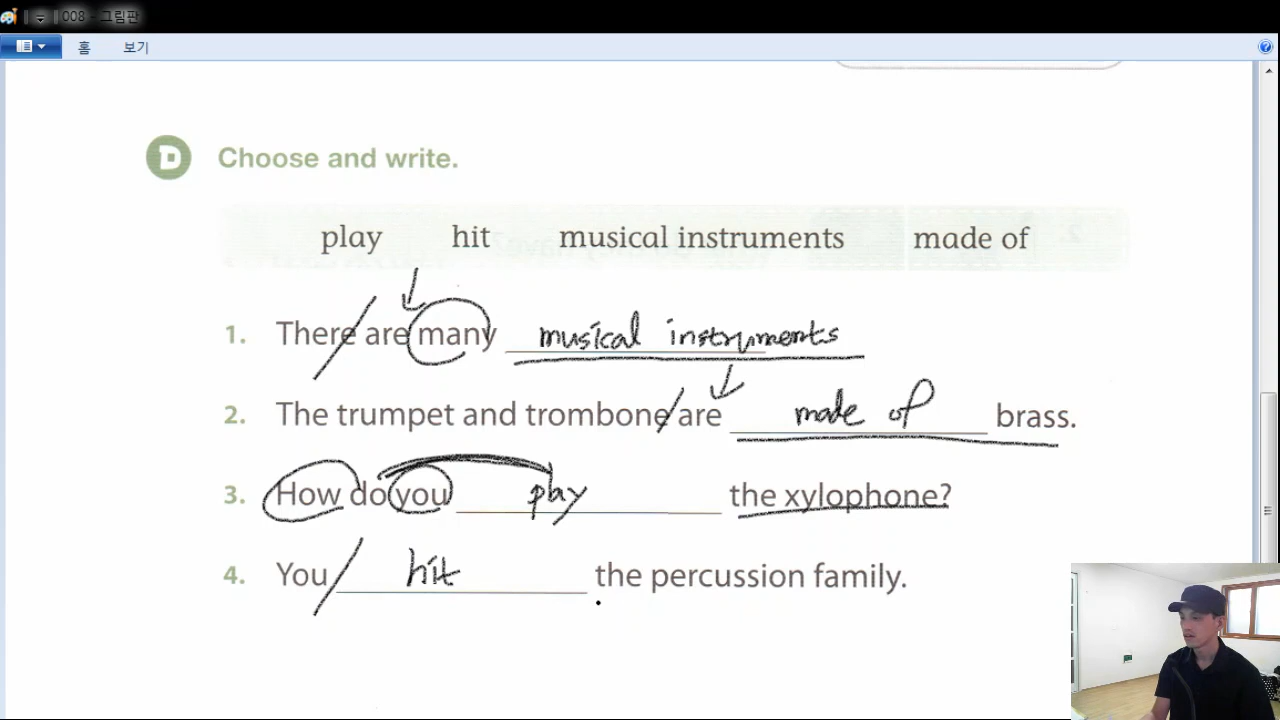 008 - 그림판
홈 보기
D Choose and write.
play hit musical instruments made of
1. There are many musical instruments
2. The trumpet and trombone are made of brass.
3. How do you play the xylophone?
4. You hit the percussion family.